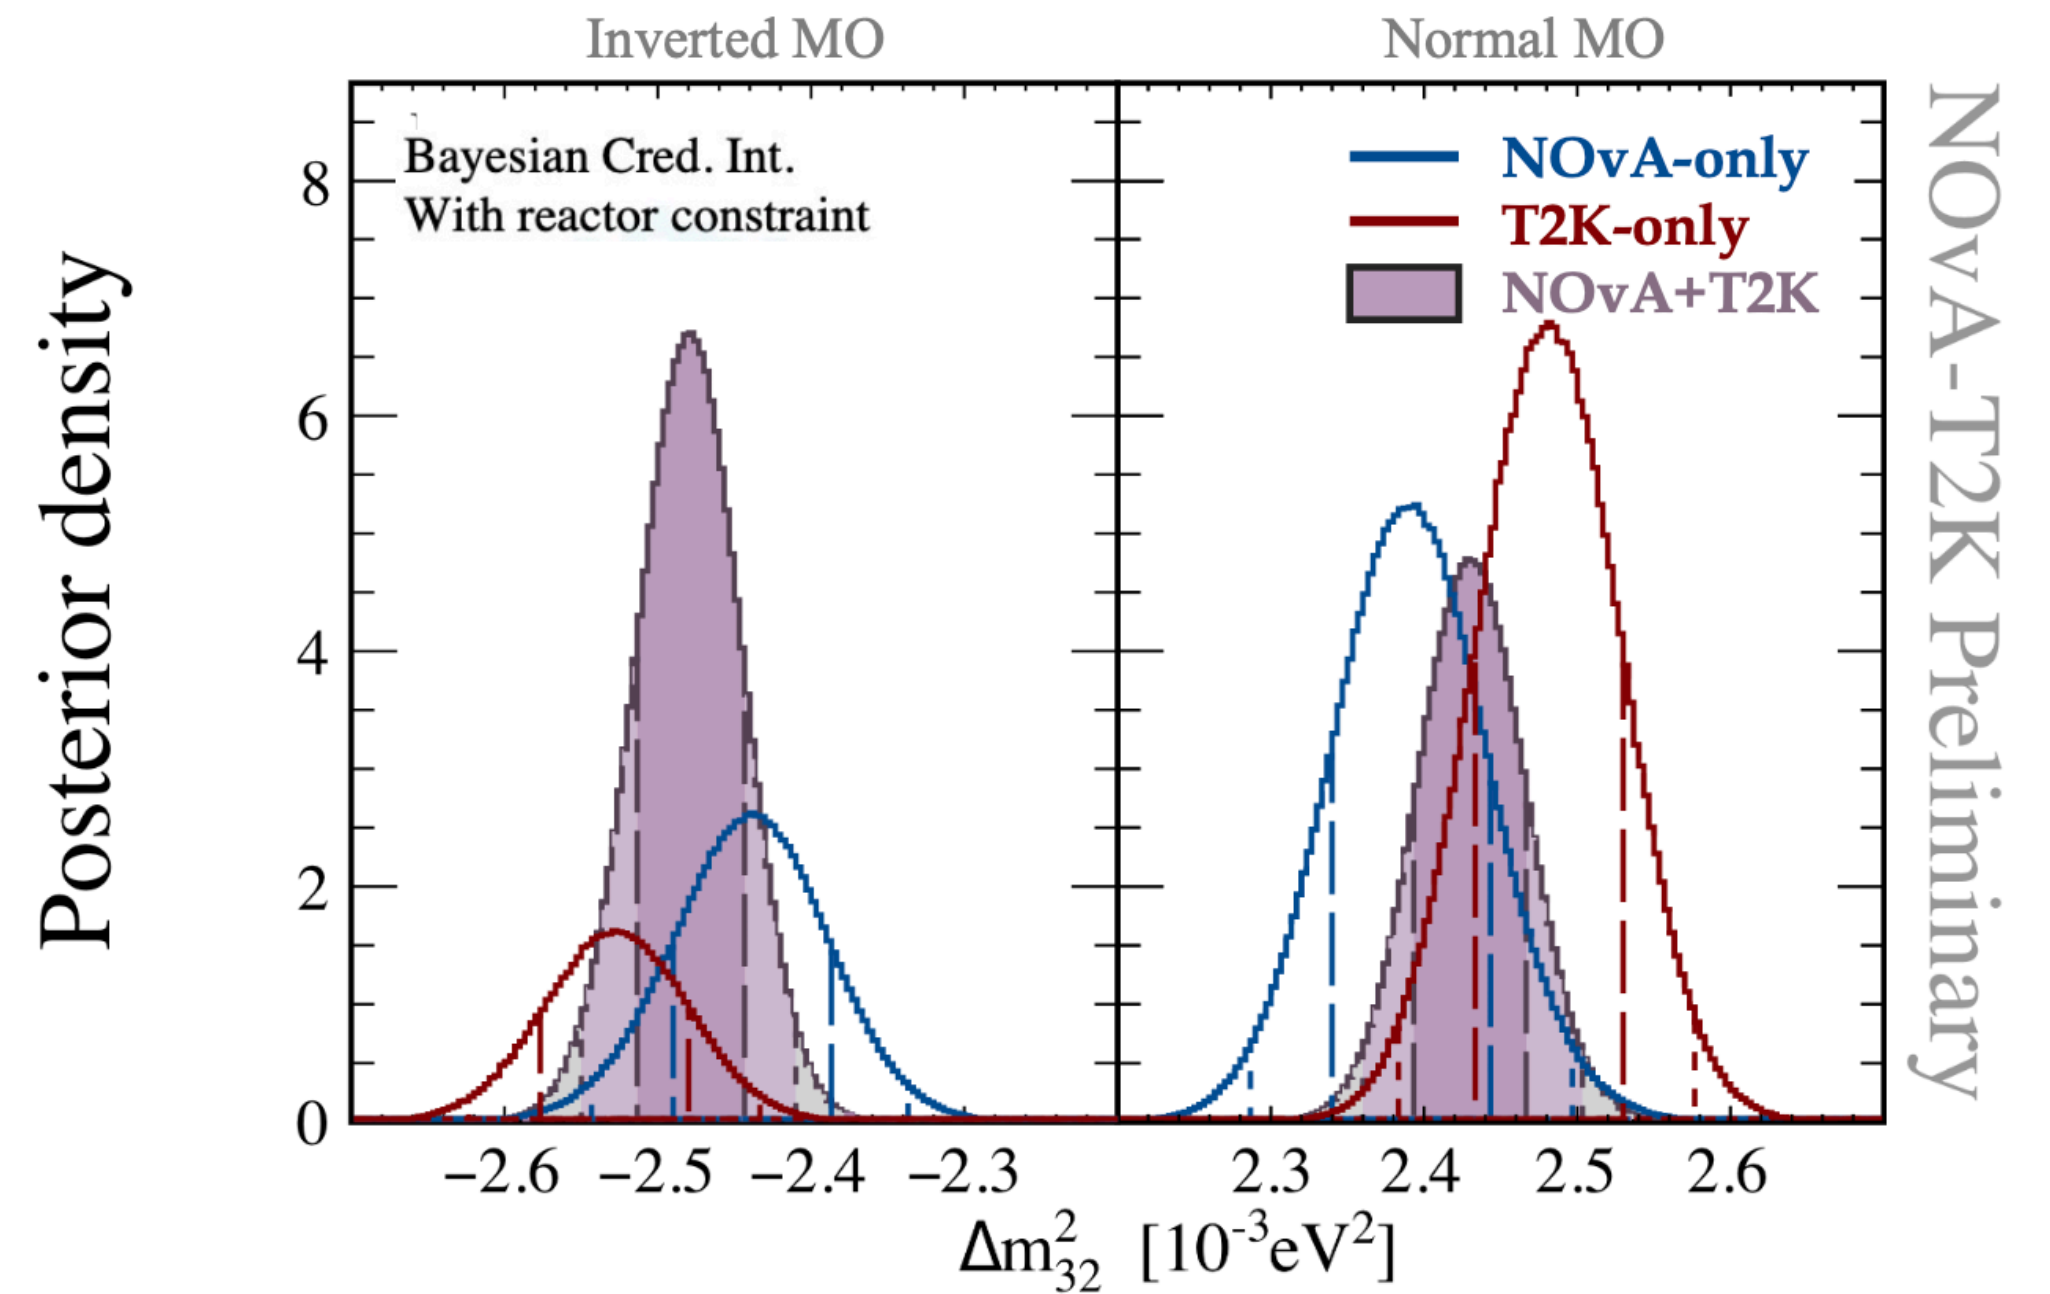 Inverted MO
Normal MO
Bayesian Cred. Int.
With reactor constraint
NOvA-only
T2K-only
NOvA+T2K
Posterior density
8
6
4
2
0
−2.6 −2.5 −2.4 −2.3
2.3 2.4 2.5 2.6
Δm²₃₂ [10⁻³eV²]
NOvA-T2K Preliminary